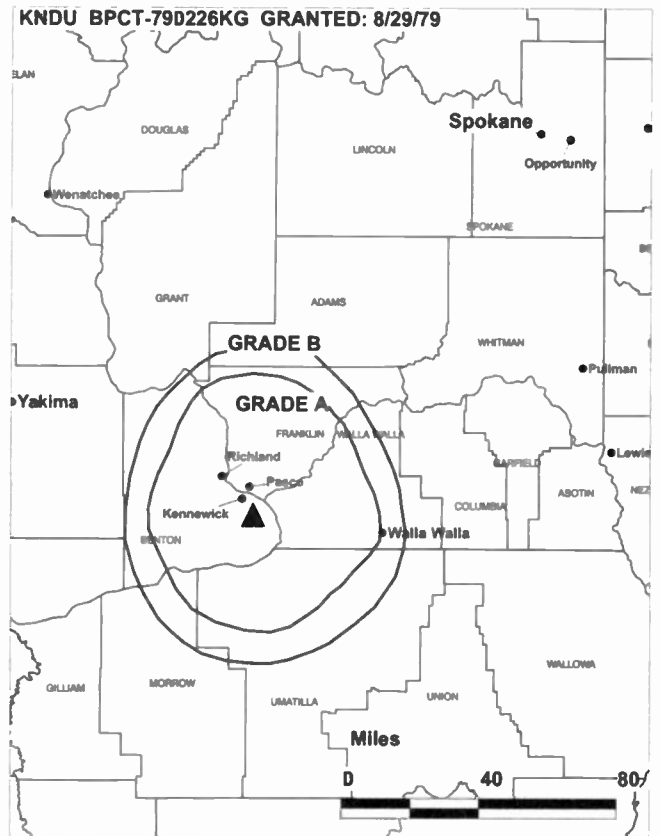 KNDU BPCT-790226KG GRANTED: 8/29/79
ELAN
DOUGLAS
LINCOLN
Spokane
Opportunity
Wenatchee
SPOKANE
GRANT
ADAMS
WHITMAN
GRADE B
Pullman
Yakima
GRADE A
FRANKLIN
WALLA WALLA
Richland
Pasco
Kennewick
GARFIELD
Lewis
ASOTIN
NEZ
COLUMBIA
BENTON
Walla Walla
WALLOWA
GILLIAM
MORROW
UMATILLA
UNION
Miles
0 40 80